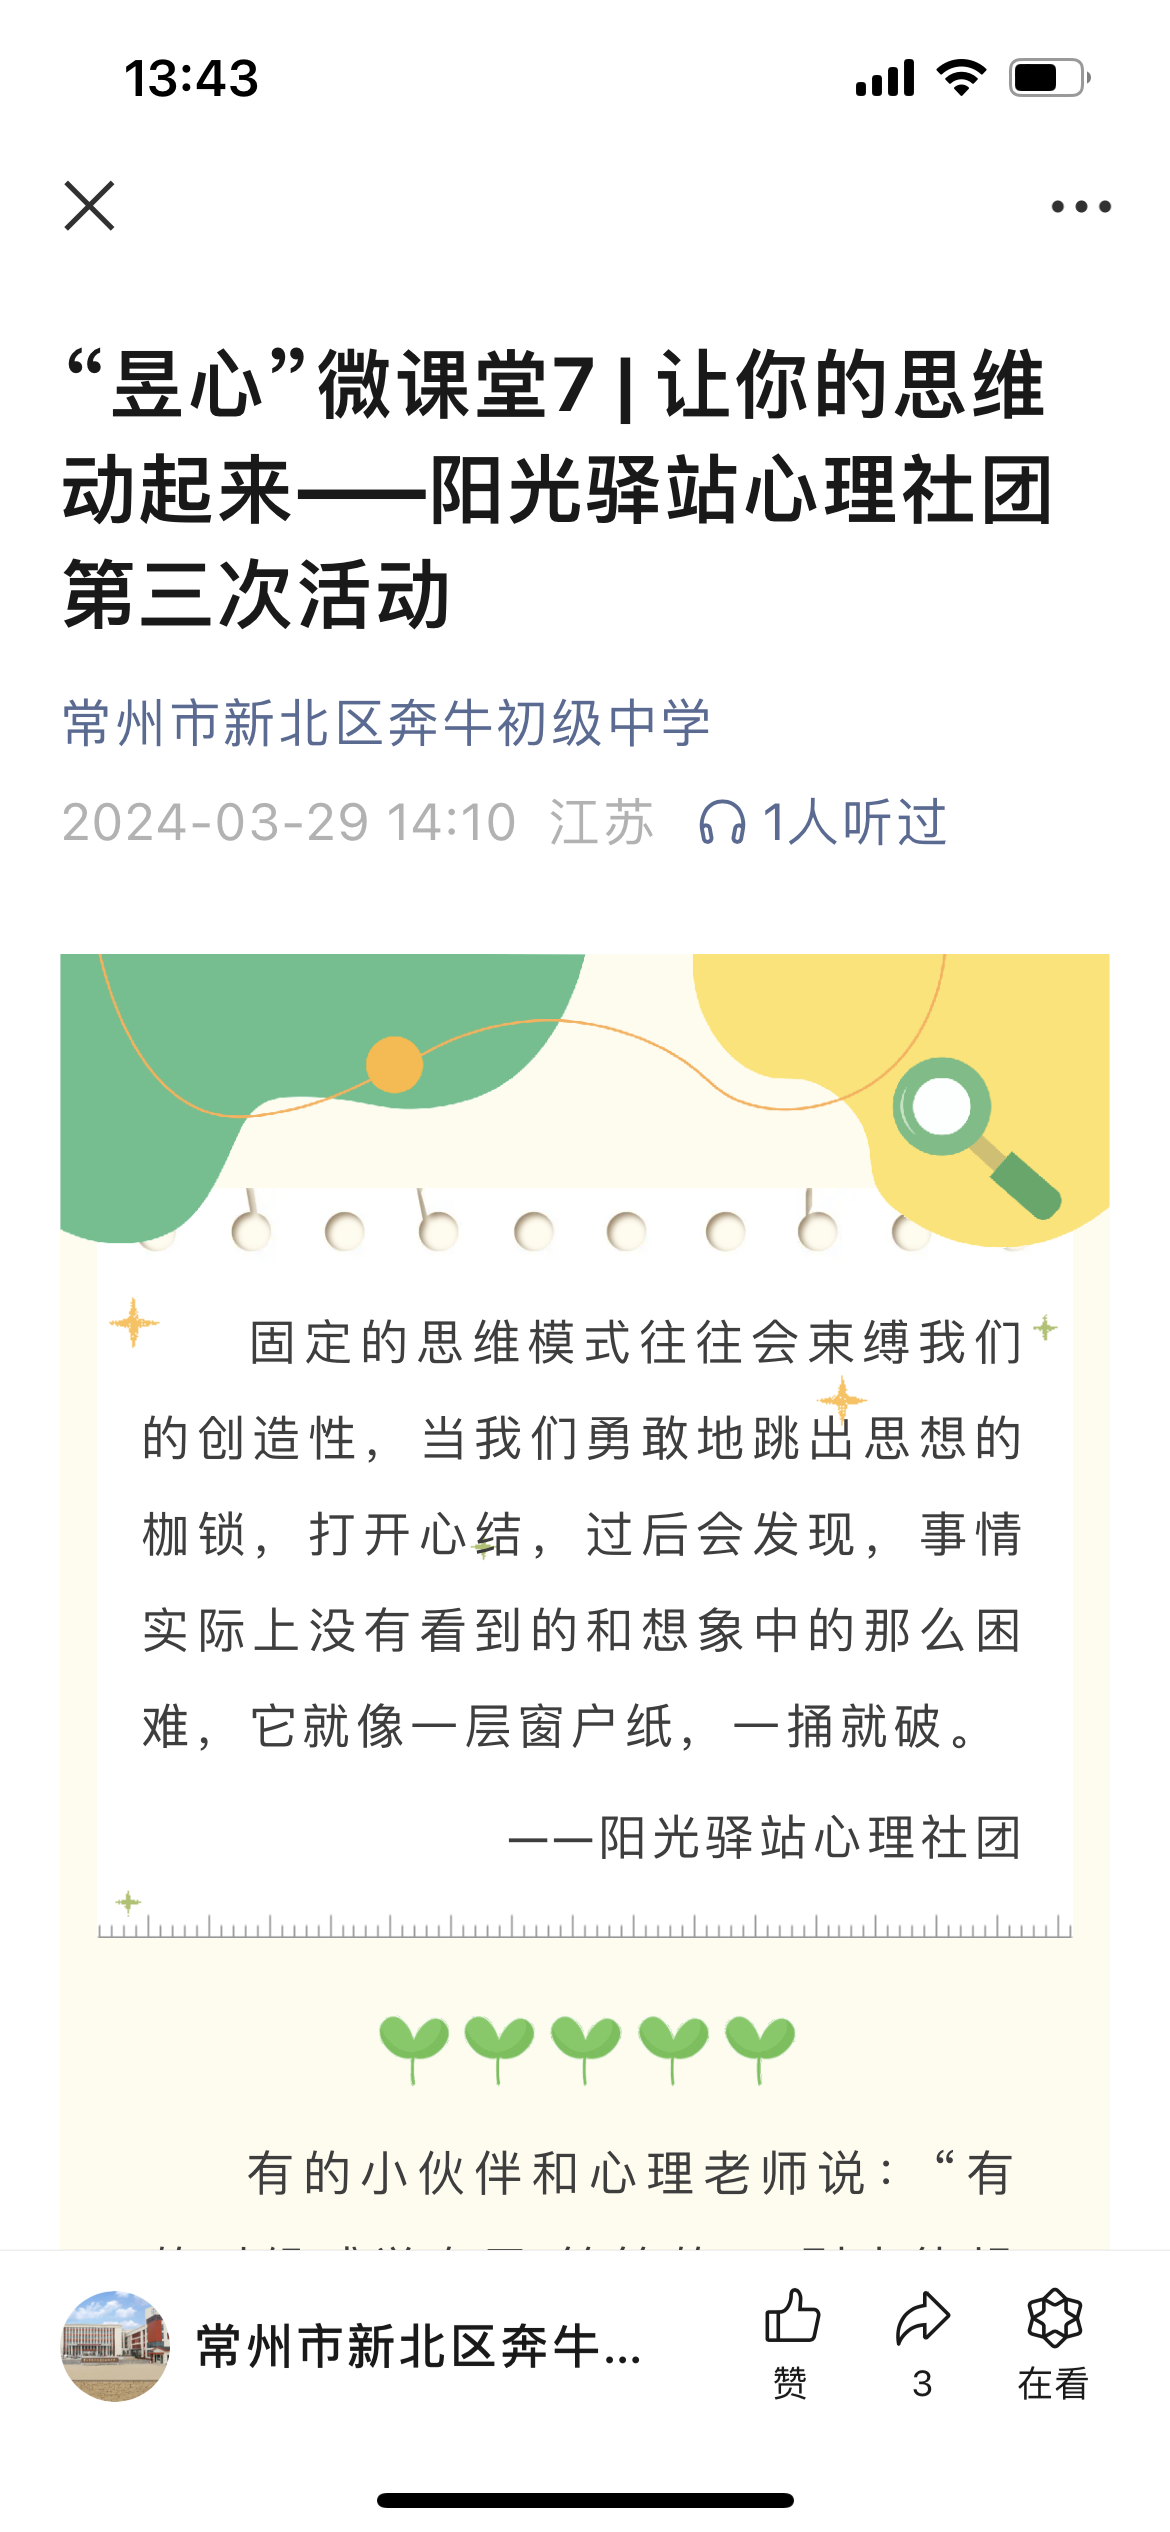 13:43
“昱心”微课堂7 | 让你的思维
动起来——阳光驿站心理社团
第三次活动
常州市新北区奔牛初级中学
2024-03-29 14:10 江苏 1人听过
固定的思维模式往往会束缚我们
的创造性，当我们勇敢地跳出思想的
枷锁，打开心结，过后会发现，事情
实际上没有看到的和想象中的那么困
难，它就像一层窗户纸，一捅就破。
——阳光驿站心理社团
有的小伙伴和心理老师说：“有
常州市新北区奔牛...
赞
3
在看